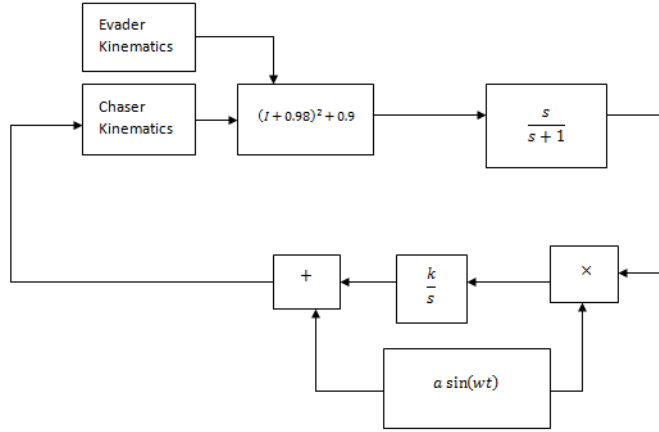 Evader
Kinematics
Chaser
Kinematics
(I + 0.98)² + 0.9
s
s + 1
+
k
s
×
a sin(wt)